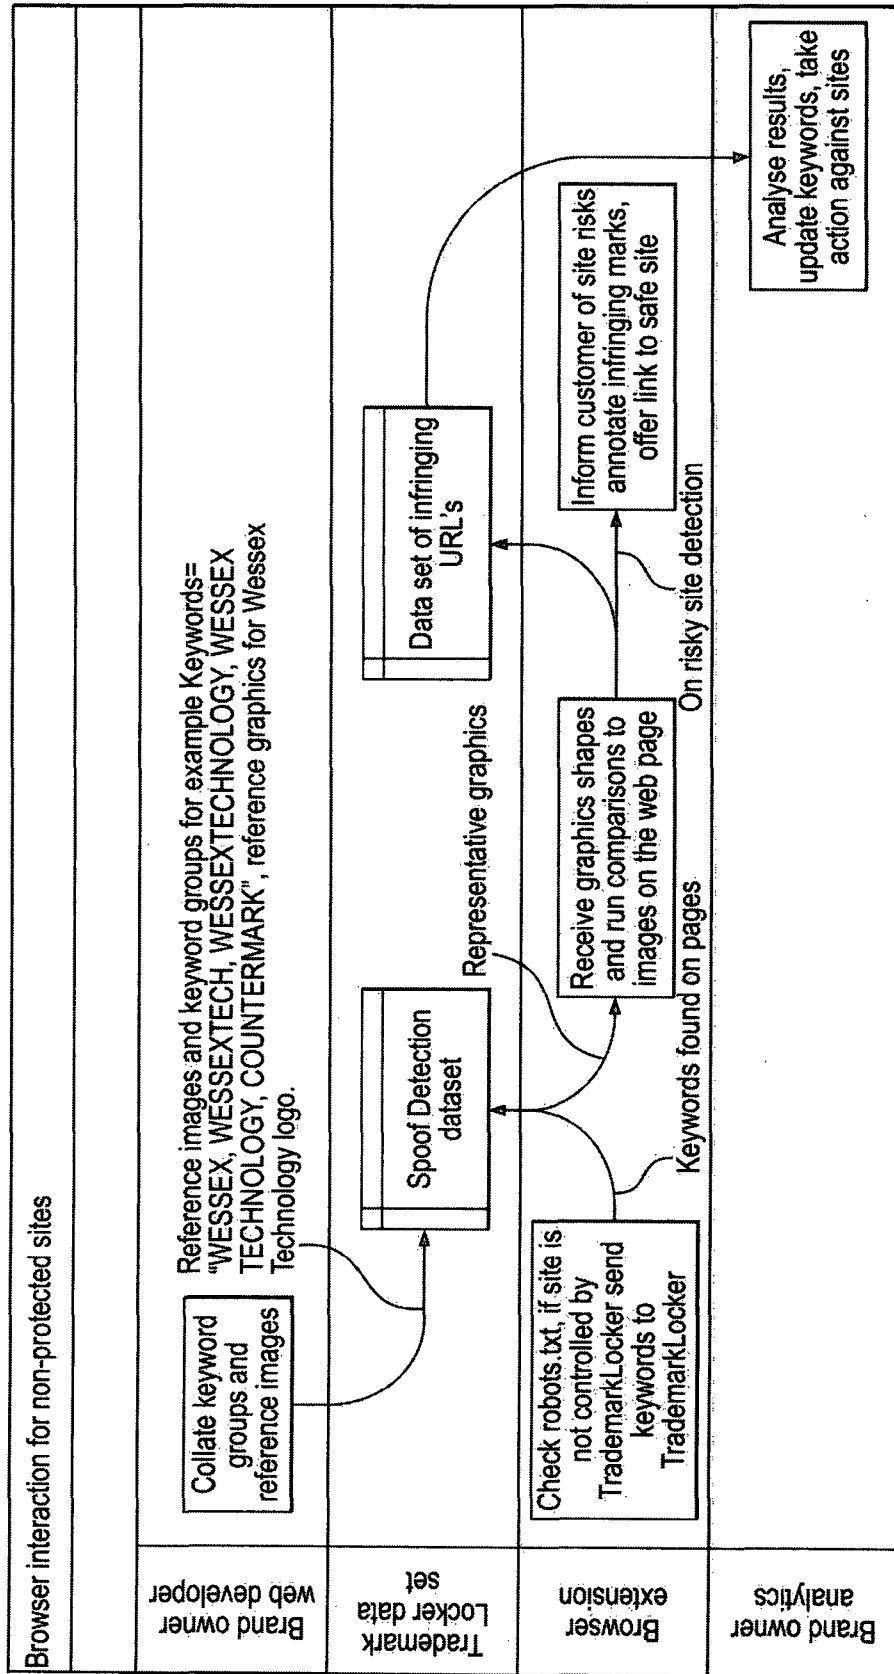 Browser interaction for non-protected sites
Brand owner
web developer
Collate keyword
groups and
reference images
Reference images and keyword groups for example Keywords=
“WESSEX, WESSEXTECH, WESSEXTECHNOLOGY, WESSEX
TECHNOLOGY, COUNTERMARK”, reference graphics for Wessex
Technology logo.
Trademark
Locker data
set
Spoof Detection
dataset
Representative graphics
Data set of infringing
URL's
Browser
extension
Check robots.txt, if site is
not controlled by
TrademarkLocker send
keywords to
TrademarkLocker
Keywords found on pages
Receive graphics shapes
and run comparisons to
images on the web page
On risky site detection
Inform customer of site risks
annotate infringing marks,
offer link to safe site
Brand owner
analytics
Analyse results,
update keywords, take
action against sites